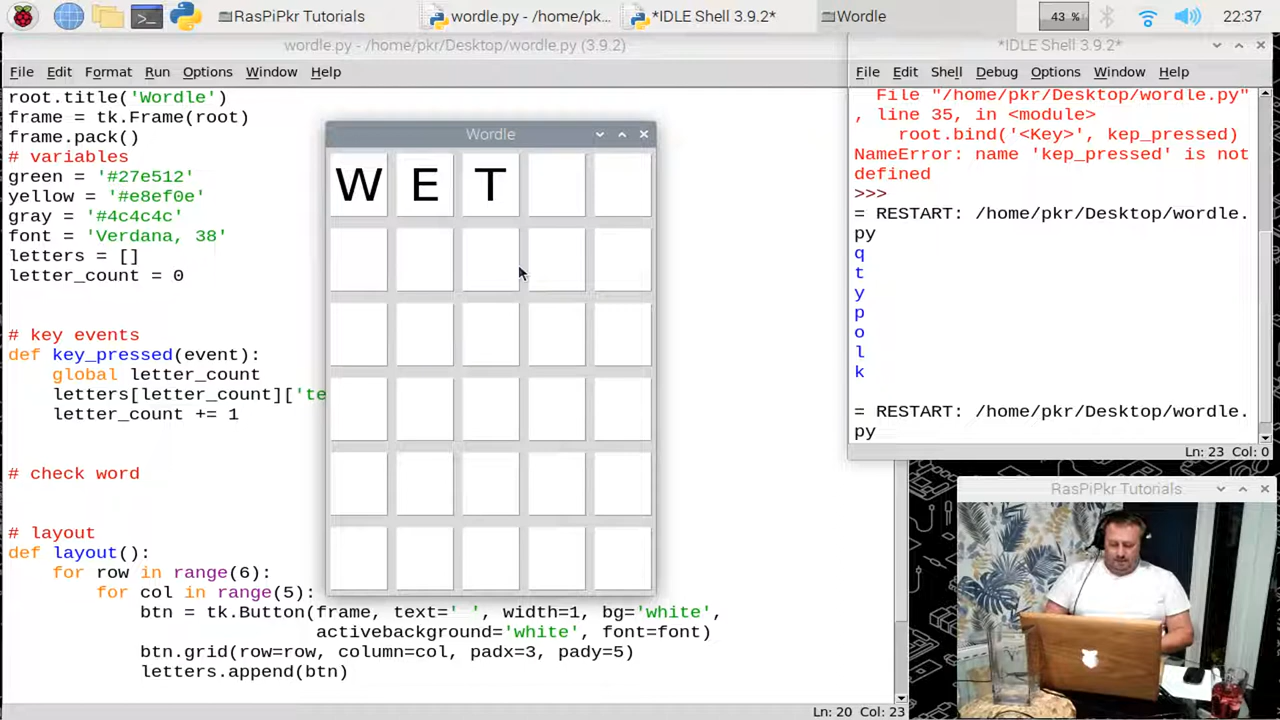 RasPiPkr Tutorials
wordle.py - /home/pk...
*IDLE Shell 3.9.2*
Wordle
43 %
22:37
wordle.py - /home/pkr/Desktop/wordle.py (3.9.2)
File Edit Format Run Options Window Help
root.title('Wordle')
frame = tk.Frame(root)
frame.pack()
# variables
green = '#27e512'
yellow = '#e8ef0e'
gray = '#4c4c4c'
font = 'Verdana, 38'
letters = []
letter_count = 0
# key events
def key_pressed(event):
global letter_count
letters[letter_count]['te
letter_count += 1
# check word
# layout
def layout():
for row in range(6):
for col in range(5):
btn = tk.Button(frame, text=' ', width=1, bg='white',
activebackground='white', font=font)
btn.grid(row=row, column=col, padx=3, pady=5)
letters.append(btn)
Ln: 20 Col: 23
Wordle
W E T
*IDLE Shell 3.9.2*
File Edit Shell Debug Options Window Help
File "/home/pkr/Desktop/wordle.py"
, line 35, in <module>
root.bind('<Key>', kep_pressed)
NameError: name 'kep_pressed' is not
defined
>>>
= RESTART: /home/pkr/Desktop/wordle.
py
q
t
y
p
o
l
k
= RESTART: /home/pkr/Desktop/wordle.
py
Ln: 23 Col: 0
RasPiPkr Tutorials